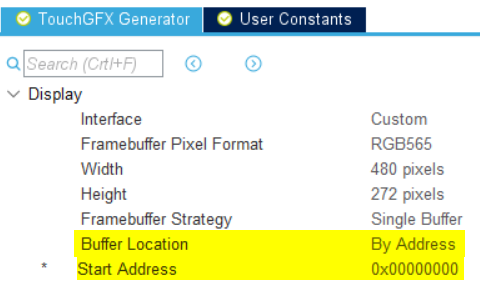 TouchGFX Generator User Constants
Search (Crtl+F)
Display
Interface Custom
Framebuffer Pixel Format RGB565
Width 480 pixels
Height 272 pixels
Framebuffer Strategy Single Buffer
Buffer Location By Address
* Start Address 0x00000000